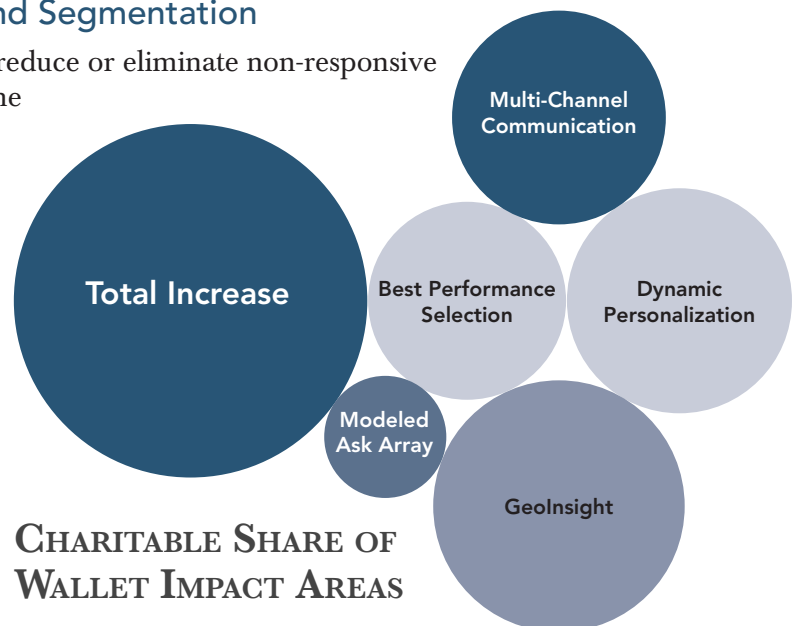 nd Segmentation
reduce or eliminate non-responsive
ne
Multi-Channel
Communication
Total Increase
Best Performance
Selection
Dynamic
Personalization
Modeled
Ask Array
GeoInsight
Charitable Share of
Wallet Impact Areas